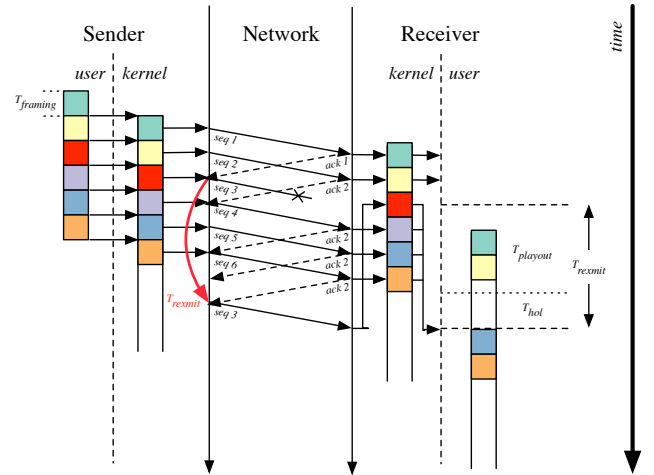 Sender Network Receiver
time
user kernel kernel user
T_framing
seq 1
seq 2
ack 1
seq 3
ack 2
seq 4
seq 5
ack 2
seq 6
ack 2
ack 2
T_playout
T_rexmit
T_rexmit
seq 3
T_hol